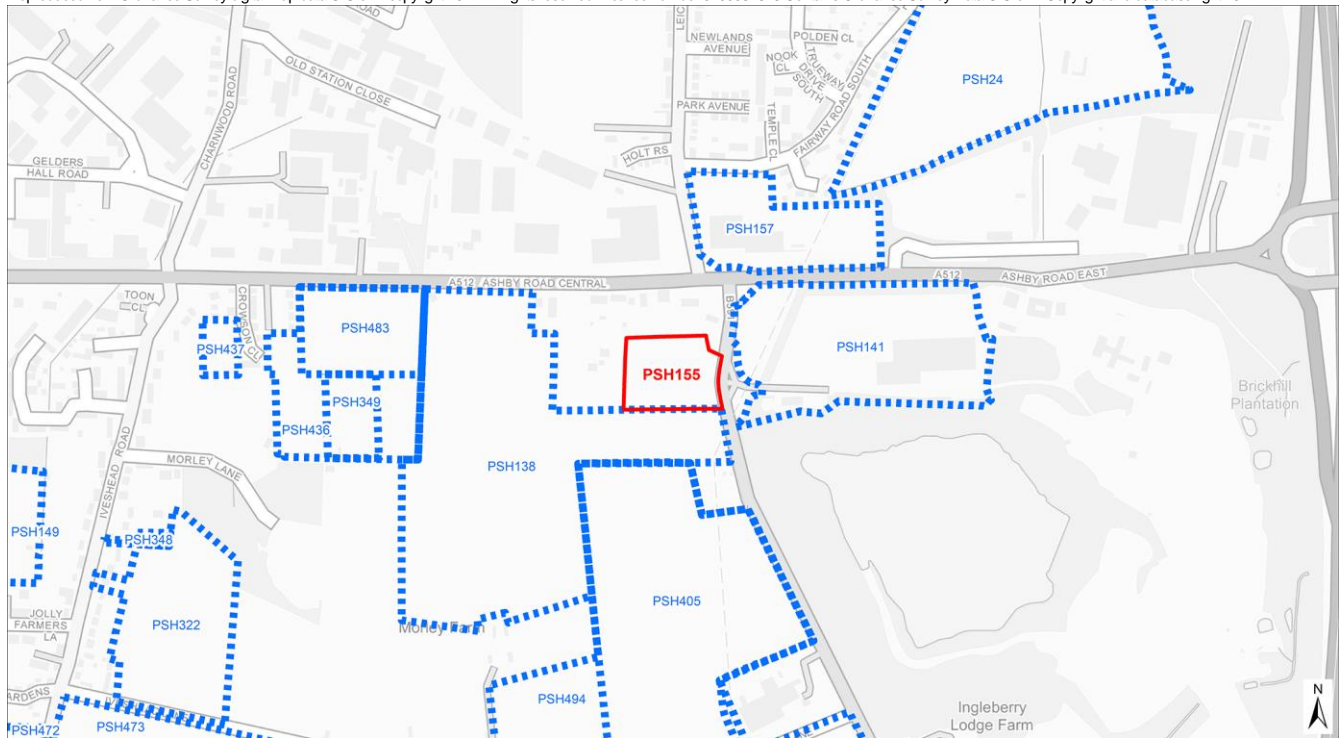 NEWLANDS
AVENUE
POLDEN CL
NOOK
CL
TRUEWAY
DRIVE
SOUTH
PARK AVENUE
TEMPLE CL
FAIRWAY ROAD SOUTH
PSH24
CHARNWOOD ROAD
OLD STATION CLOSE
HOLT RS
GELDERS
HALL ROAD
PSH157
A512 ASHBY ROAD CENTRAL
A512
ASHBY ROAD EAST
TOON
CL
CROWSON CL
PSH483
PSH437
PSH155
PSH141
PSH349
PSH436
Brickhill
Plantation
IVESHEAD ROAD
MORLEY LANE
PSH138
PSH149
PSH348
PSH405
JOLLY
FARMERS
LA
PSH322
Morley Farm
PSH494
PSH472
PSH473
Ingleberry
Lodge Farm
N